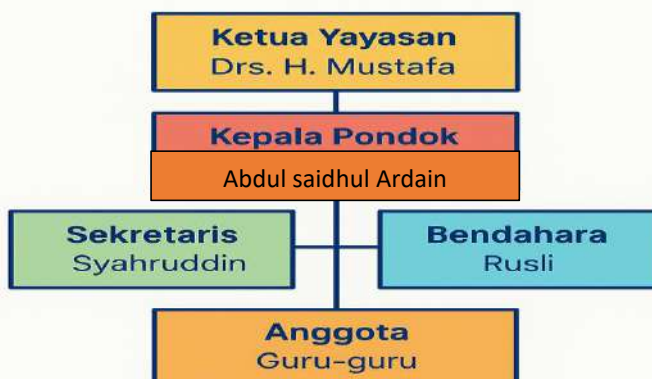 Ketua Yayasan
Drs. H. Mustafa
Kepala Pondok
Abdul saidhul Ardain
Sekretaris
Syahruddin
Bendahara
Rusli
Anggota
Guru-guru